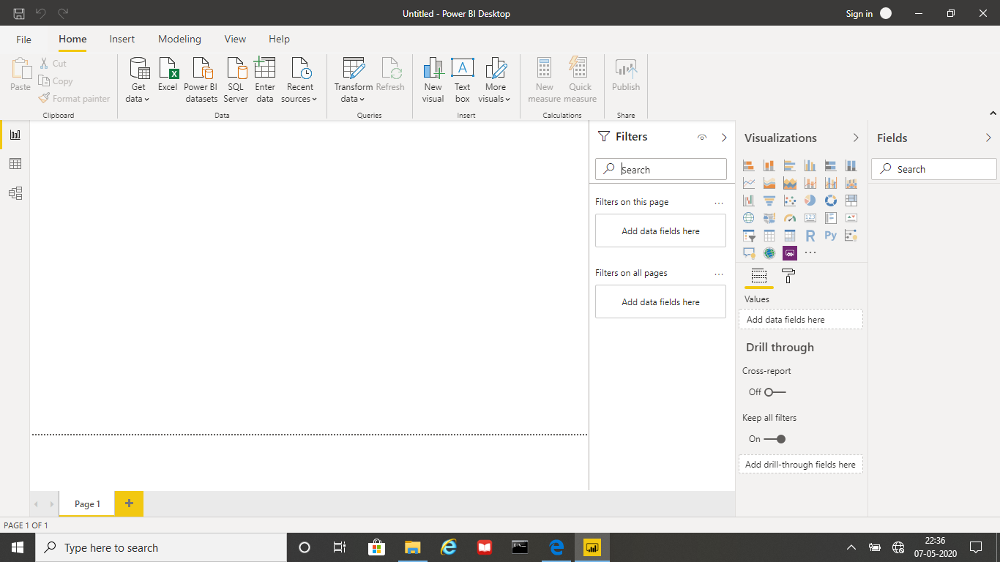 Untitled - Power BI Desktop
Sign in
File
Home
Insert
Modeling
View
Help
Paste
Cut
Copy
Format painter
Clipboard
Get
data
Excel
Power BI
datasets
SQL
Server
Enter
data
Recent
sources
Data
Transform
data
Refresh
Queries
New
visual
Text
box
More
visuals
Insert
New
measure
Quick
measure
Calculations
Publish
Share
Filters
Search
Filters on this page
Add data fields here
Filters on all pages
Add data fields here
Visualizations
123
R
Py
Values
Add data fields here
Drill through
Cross-report
Off
Keep all filters
On
Add drill-through fields here
Fields
Search
Page 1
PAGE 1 OF 1
Type here to search
22:36
07-05-2020